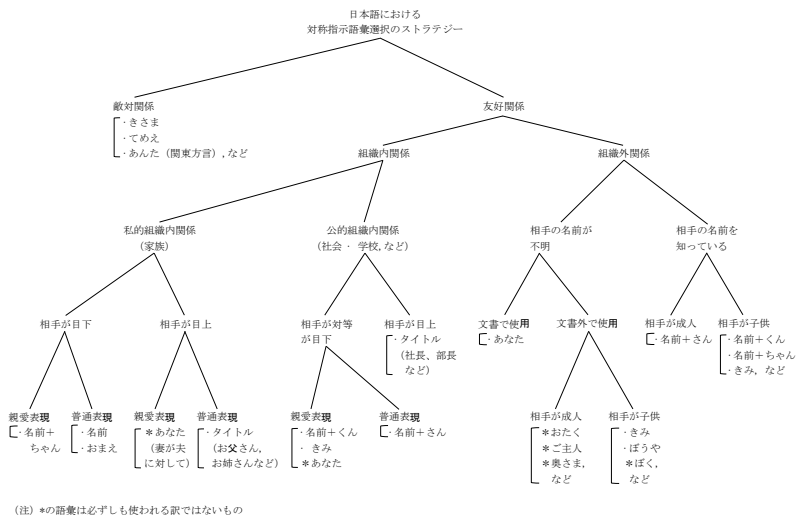 日本語における
対称指示語彙選択のストラテジー
敵対関係
・きさま
・てめえ
・あんた（関東方言）, など
友好関係
組織内関係
組織外関係
私的組織内関係
（家族）
公的組織内関係
（社会・ 学校, など）
相手の名前が
不明
相手の名前を
知っている
相手が目下
相手が目上
相手が対等
が目下
相手が目上
・タイトル
（社長、部長
など）
文書で使用
・あなた
文書外で使用
相手が成人
・名前＋さん
相手が子供
・名前＋くん
・名前＋ちゃん
・きみ, など
親愛表現
・名前＋
ちゃん
普通表現
・名前
・おまえ
親愛表現
＊あなた
（妻が夫
に対して）
普通表現
・タイトル
（お父さん,
お姉さんなど）
親愛表現
・名前＋くん
・ きみ
＊あなた
普通表現
・名前＋さん
相手が成人
＊おたく
＊ご主人
＊奥さま,
など
相手が子供
・きみ
・ぼうや
＊ぼく,
など
（注）*の語彙は必ずしも使われる訳ではないもの